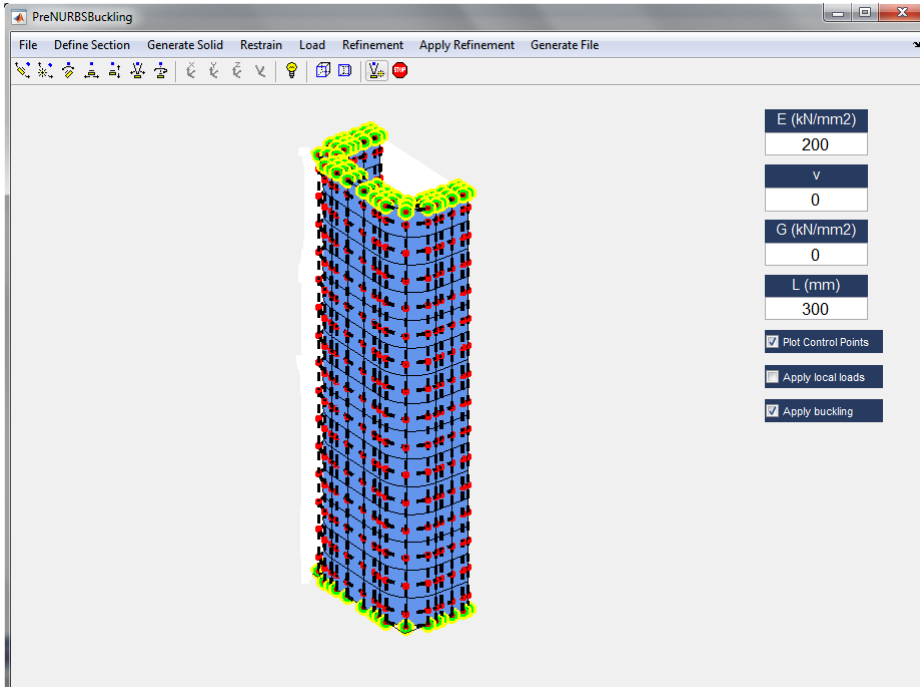 PreNURBSBuckling
File Define Section Generate Solid Restrain Load Refinement Apply Refinement Generate File
X Y Z
STOP
E (kN/mm2)
200
v
0
G (kN/mm2)
0
L (mm)
300
Plot Control Points
Apply local loads
Apply buckling